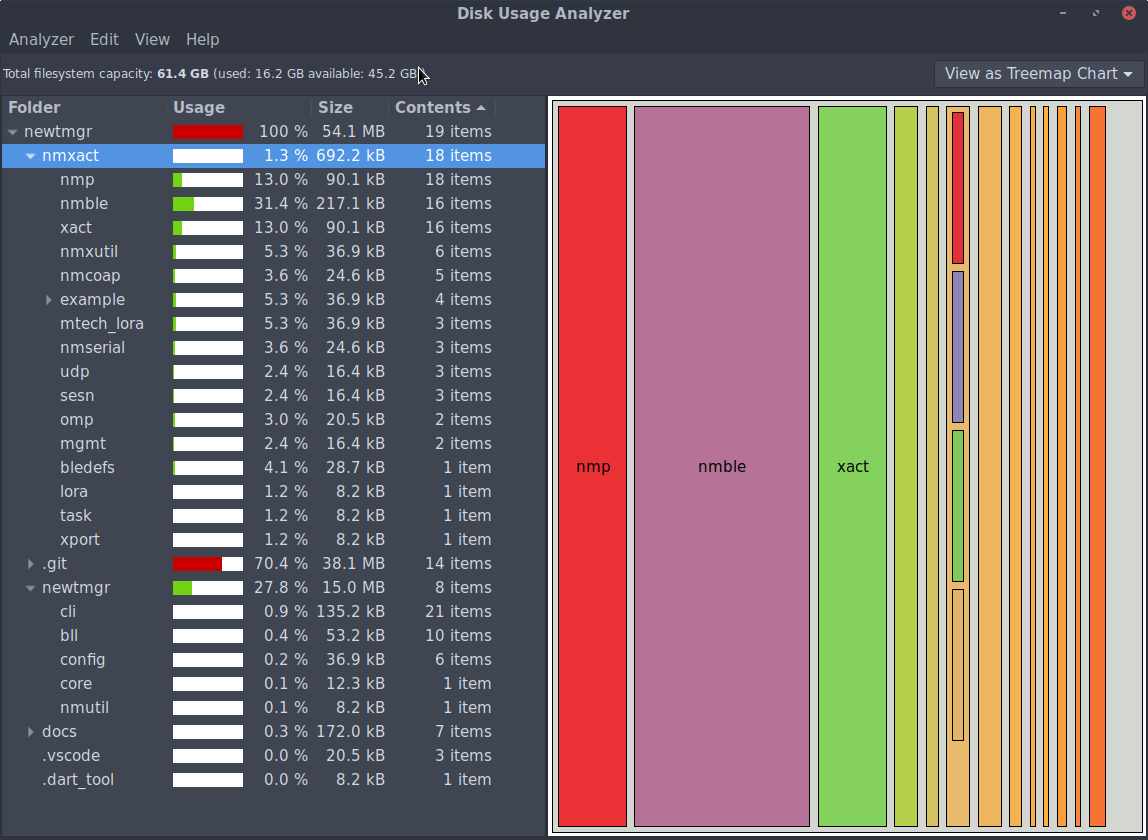 Disk Usage Analyzer
Analyzer Edit View Help
Total filesystem capacity: 61.4 GB (used: 16.2 GB available: 45.2 GB)
View as Treemap Chart
Folder Usage Size Contents
newtmgr 100 % 54.1 MB 19 items
nmxact 1.3 % 692.2 kB 18 items
nmp 13.0 % 90.1 kB 18 items
nmble 31.4 % 217.1 kB 16 items
xact 13.0 % 90.1 kB 16 items
nmxutil 5.3 % 36.9 kB 6 items
nmcoap 3.6 % 24.6 kB 5 items
example 5.3 % 36.9 kB 4 items
mtech_lora 5.3 % 36.9 kB 3 items
nmserial 3.6 % 24.6 kB 3 items
udp 2.4 % 16.4 kB 3 items
sesn 2.4 % 16.4 kB 3 items
omp 3.0 % 20.5 kB 2 items
mgmt 2.4 % 16.4 kB 2 items
bledefs 4.1 % 28.7 kB 1 item
lora 1.2 % 8.2 kB 1 item
task 1.2 % 8.2 kB 1 item
xport 1.2 % 8.2 kB 1 item
.git 70.4 % 38.1 MB 14 items
newtmgr 27.8 % 15.0 MB 8 items
cli 0.9 % 135.2 kB 21 items
bll 0.4 % 53.2 kB 10 items
config 0.2 % 36.9 kB 6 items
core 0.1 % 12.3 kB 1 item
nmutil 0.1 % 8.2 kB 1 item
docs 0.3 % 172.0 kB 7 items
.vscode 0.0 % 20.5 kB 3 items
.dart_tool 0.0 % 8.2 kB 1 item
nmp nmble xact